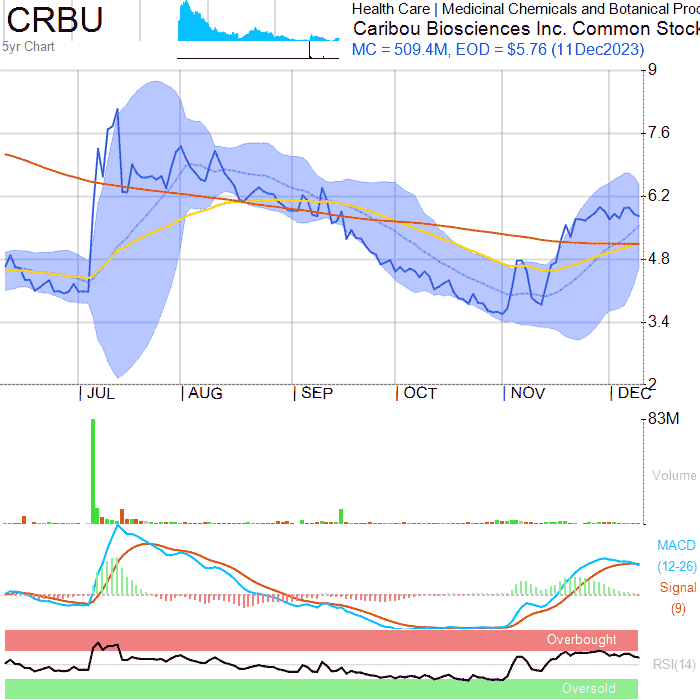 CRBU
5yr Chart
Health Care | Medicinal Chemicals and Botanical Proc
Caribou Biosciences Inc. Common Stock
MC = 509.4M, EOD = $5.76 (11Dec2023)
9
7.6
6.2
4.8
3.4
2
| JUL | AUG | SEP | OCT | NOV | DEC
83M
Volume
MACD
(12-26)
Signal
(9)
Overbought
RSI(14)
Oversold